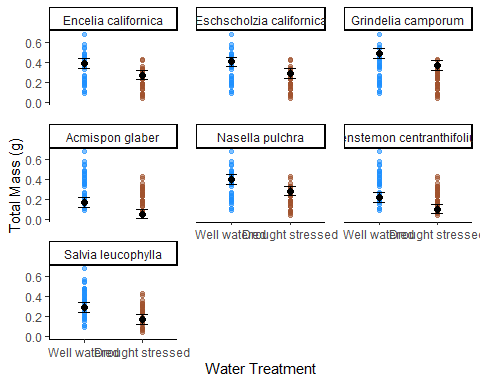 Encelia californica
Eschscholzia californica
Grindelia camporum
0.6
0.4
0.2
0.0
Acmispon glaber
Nasella pulchra
enstemon centranthifoliu
0.6
0.4
0.2
0.0
Total Mass (g)
Well watered Drought stressed
Well watered Drought stressed
Salvia leucophylla
0.6
0.4
0.2
0.0
Well watered Drought stressed
Water Treatment